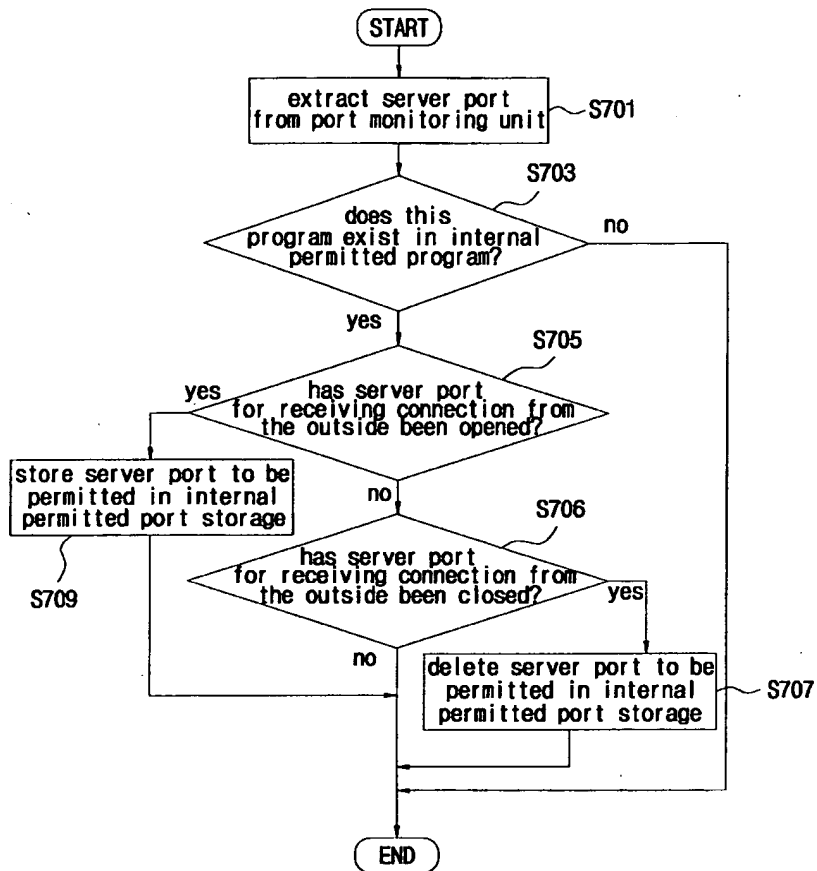 START
extract server port
from port monitoring unit
S701
S703
does this
program exist in internal
permitted program?
no
yes
S705
yes
has server port
for receiving connection from
the outside been opened?
store server port to be
permitted in internal
permitted port storage
no
S706
S709
has server port
for receiving connection from
the outside been closed?
yes
no
delete server port to be
permitted in internal
permitted port storage
S707
END